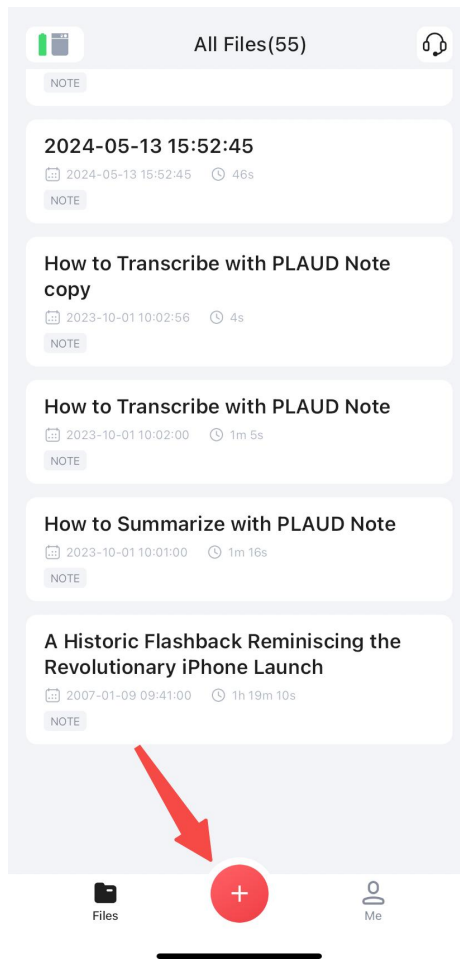 All Files(55)
NOTE
2024-05-13 15:52:45
2024-05-13 15:52:45 46s
NOTE
How to Transcribe with PLAUD Note
copy
2023-10-01 10:02:56 4s
NOTE
How to Transcribe with PLAUD Note
2023-10-01 10:02:00 1m 5s
NOTE
How to Summarize with PLAUD Note
2023-10-01 10:01:00 1m 16s
NOTE
A Historic Flashback Reminiscing the
Revolutionary iPhone Launch
2007-01-09 09:41:00 1h 19m 10s
NOTE
+
Files
Me